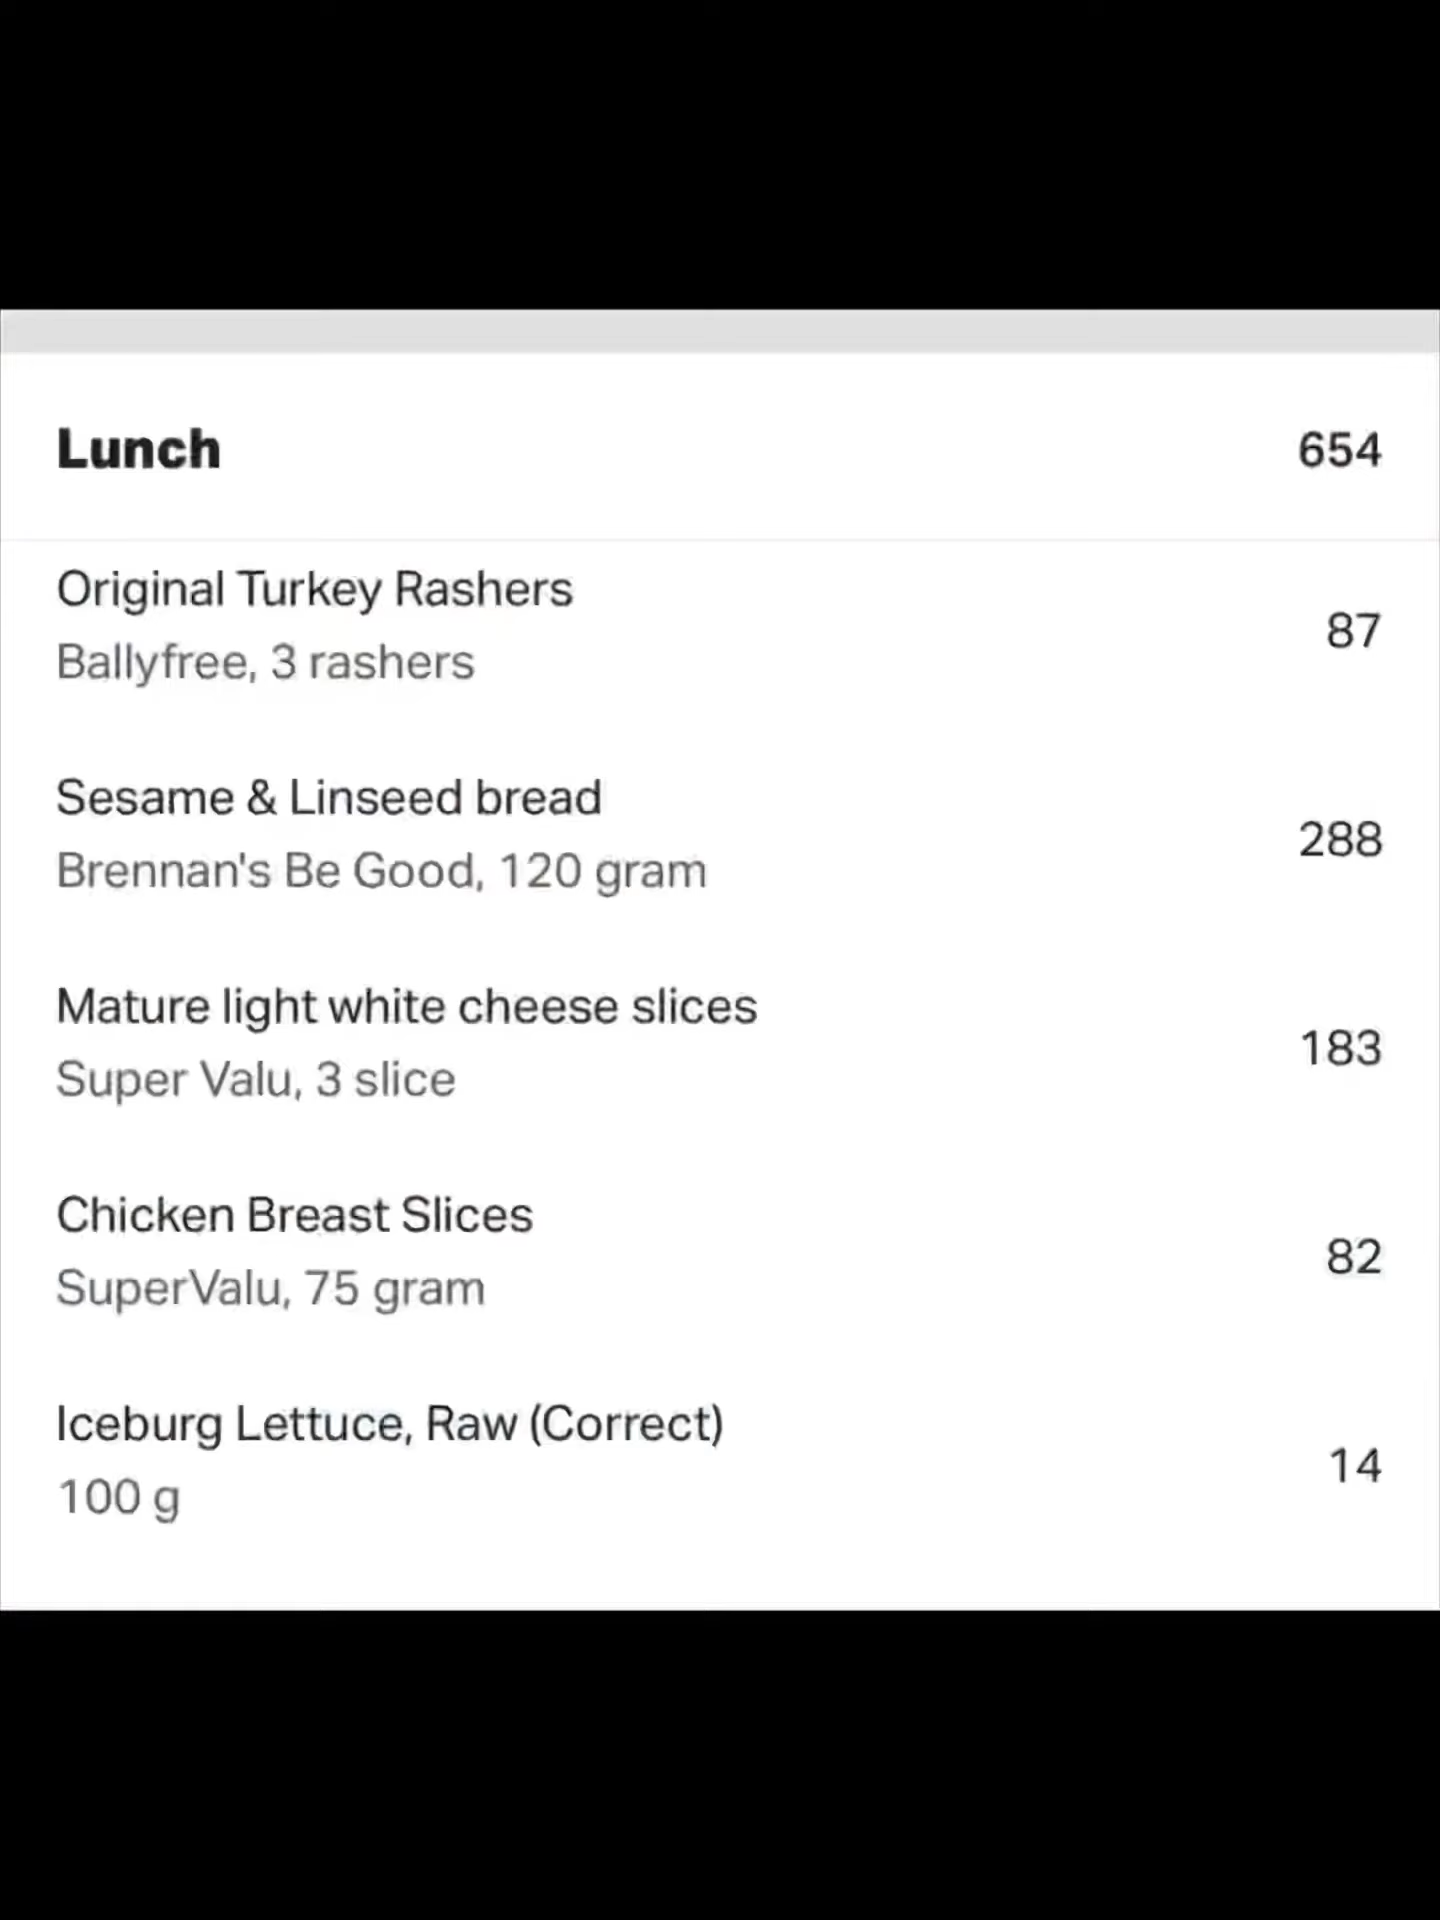 Lunch 654
Original Turkey Rashers
Ballyfree, 3 rashers
87
Sesame & Linseed bread
Brennan's Be Good, 120 gram
288
Mature light white cheese slices
Super Valu, 3 slice
183
Chicken Breast Slices
SuperValu, 75 gram
82
Iceburg Lettuce, Raw (Correct)
100 g
14